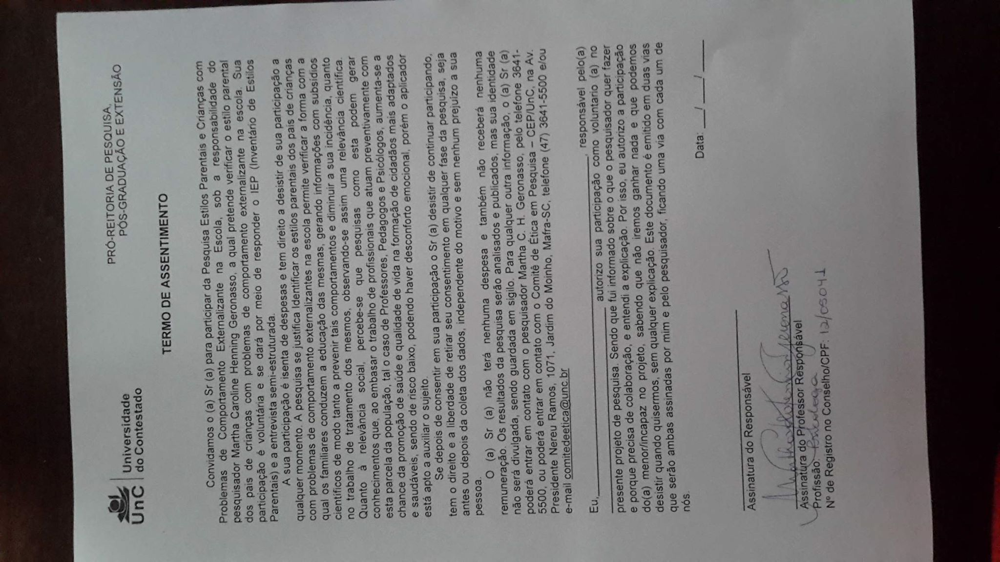 UnC
Universidade
do Contestado
PRÓ-REITORIA DE PESQUISA,
PÓS-GRADUAÇÃO E EXTENSÃO
TERMO DE ASSENTIMENTO
Convidamos o (a) Sr (a) para participar da Pesquisa Estilos Parentais e Crianças com
Problemas de Comportamento Externalizante na Escola, sob a responsabilidade do
pesquisador Martha Caroline Henning Geronasso, a qual pretende verificar o estilo parental
dos pais de crianças com problemas de comportamento externalizante na escola. Sua
participação é voluntária e se dará por meio de responder o IEP (Inventário de Estilos
Parentais) e a entrevista semi-estruturada.
A sua participação é isenta de despesas e tem direito a desistir de sua participação a
qualquer momento. A pesquisa se justifica Identificar os estilos parentais dos pais de crianças
com problemas de comportamento externalizantes na escola permite verificar a forma com a
qual os familiares conduzem a educação das mesmas, gerando informações com subsídios
científicos de modo tanto a prevenir tais comportamentos e diminuir a sua incidência, quanto
no trabalho de tratamento dos mesmos, observando-se assim uma relevância científica.
Quanto à relevância social, percebe-se que pesquisas como esta podem gerar
conhecimentos que, ao embasar o trabalho de profissionais que atuam preventivamente com
esta parcela da população, tal o caso de Professores, Pedagogos e Psicólogos, aumenta-se a
chance da promoção de saúde e qualidade de vida na formação de cidadãos mais adaptados
e saudáveis, sendo de risco baixo, podendo haver desconforto emocional, porém o aplicador
está apto a auxiliar o sujeito.
Se depois de consentir em sua participação o Sr (a) desistir de continuar participando,
tem o direito e a liberdade de retirar seu consentimento em qualquer fase da pesquisa, seja
antes ou depois da coleta dos dados, independente do motivo e sem nenhum prejuízo a sua
pessoa.
O (a) Sr (a) não terá nenhuma despesa e também não receberá nenhuma
remuneração. Os resultados da pesquisa serão analisados e publicados, mas sua identidade
não será divulgada, sendo guardada em sigilo. Para qualquer outra informação, o (a) Sr (a)
poderá entrar em contato com o pesquisador Martha C. H. Geronasso, pelo telefone 3641-
5500, ou poderá entrar em contato com o Comitê de Ética em Pesquisa – CEP/UnC, na Av.
Presidente Nereu Ramos, 1071, Jardim do Moinho, Mafra-SC, telefone (47) 3641-5500 e/ou
e-mail comitedeetica@unc.br
Eu,____________________, responsável pelo(a)
____________________ autorizo sua participação como voluntario (a) no
presente projeto de pesquisa. Sendo que fui informado sobre o que o pesquisador quer fazer
e porque precisa de colaboração, e entendi a explicação. Por isso, eu autorizo a participação
do(a) menor/incapaz no projeto, sabendo que não iremos ganhar nada e que podemos
desistir quando quisermos, sem qualquer explicação. Este documento é emitido em duas vias
que serão ambas assinadas por mim e pelo pesquisador, ficando uma via com cada um de
nós.
Data: ___/___/___
Assinatura do Responsável
Assinatura do Professor Responsável
Profissão: Psicóloga
Nº de Registro no Conselho/CPF: 12/05041